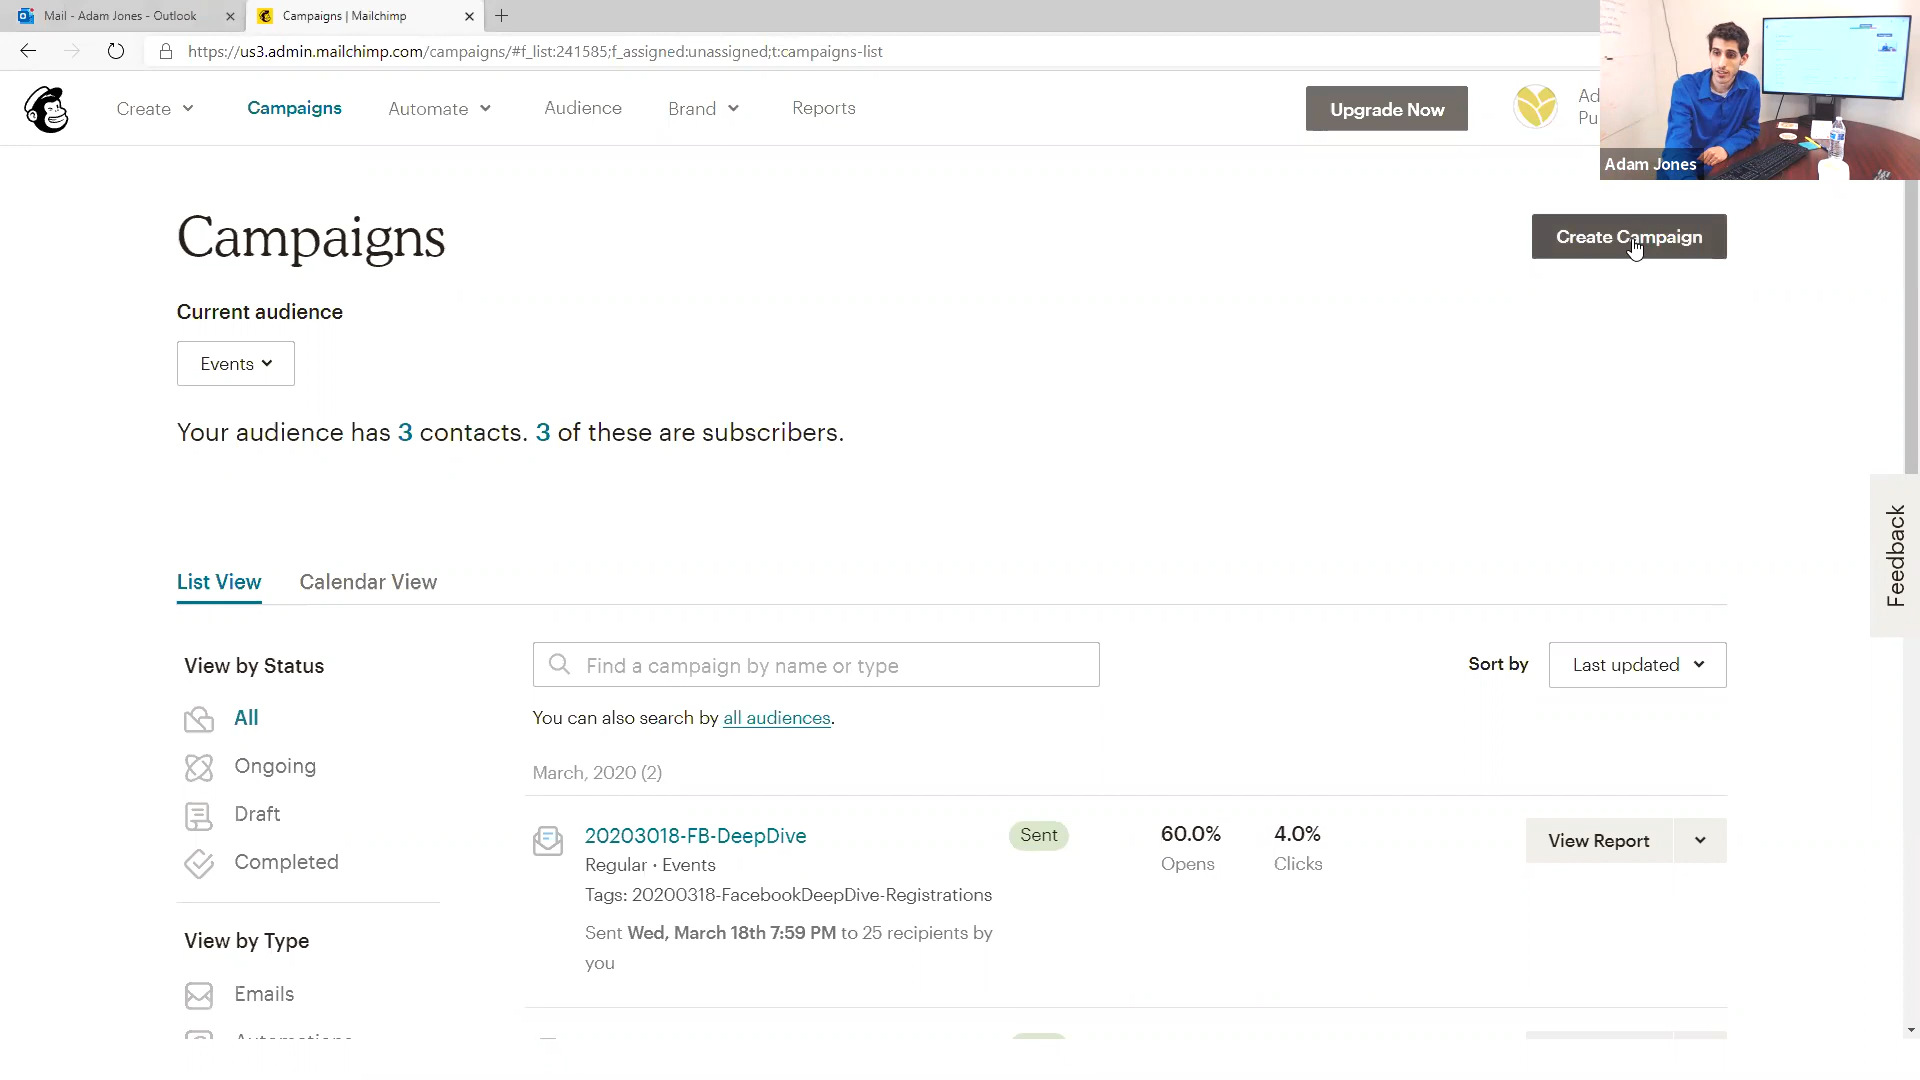 Mail - Adam Jones - Outlook
Campaigns | Mailchimp
https://us3.admin.mailchimp.com/campaigns/#f_list:241585;f_assigned:unassigned;t:campaigns-list
Create
Campaigns
Automate
Audience
Brand
Reports
Upgrade Now
Ad
Pu
Adam Jones
Campaigns
Create Campaign
Current audience
Events
Your audience has 3 contacts. 3 of these are subscribers.
Feedback
List View
Calendar View
View by Status
Find a campaign by name or type
Sort by
Last updated
All
You can also search by all audiences.
Ongoing
March, 2020 (2)
Draft
Completed
20203018-FB-DeepDive
Sent
60.0%
4.0%
View Report
Regular · Events
Opens
Clicks
Tags: 20200318-FacebookDeepDive-Registrations
Sent Wed, March 18th 7:59 PM to 25 recipients by
you
View by Type
Emails
Automations